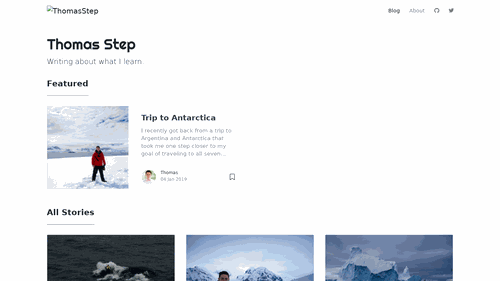 ThomasStep
Blog About
Thomas Step
Writing about what I learn.
Featured
Trip to Antarctica
I recently got back from a trip to
Argentina and Antarctica that
took me one step closer to my
goal of traveling to all seven...
Thomas
04 Jan 2019
All Stories